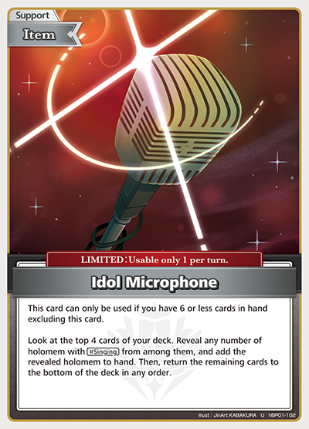 Support
Item
LIMITED:Usable only 1 per turn.
Idol Microphone
This card can only be used if you have 6 or less cards in hand
excluding this card.
Look at the top 4 cards of your deck. Reveal any number of
holomem with #Singing from among them, and add the
revealed holomem to hand. Then, return the remaining cards to
the bottom of the deck in any order.
Illust : JinArt KABAKURA U hBP01-102